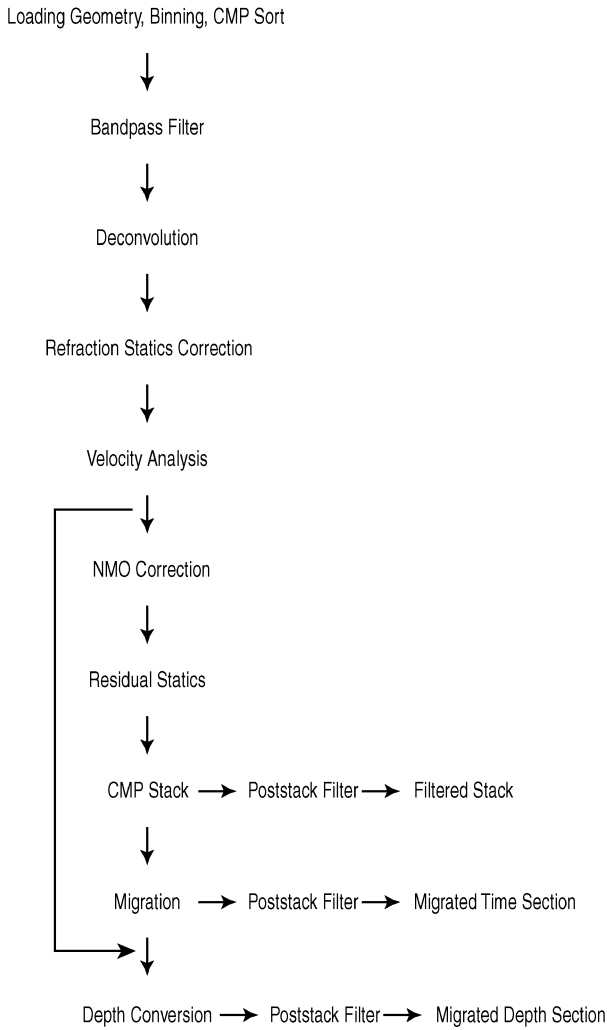 Loading Geometry, Binning, CMP Sort
Bandpass Filter
Deconvolution
Refraction Statics Correction
Velocity Analysis
NMO Correction
Residual Statics
CMP Stack Poststack Filter Filtered Stack
Migration Poststack Filter Migrated Time Section
Depth Conversion Poststack Filter Migrated Depth Section